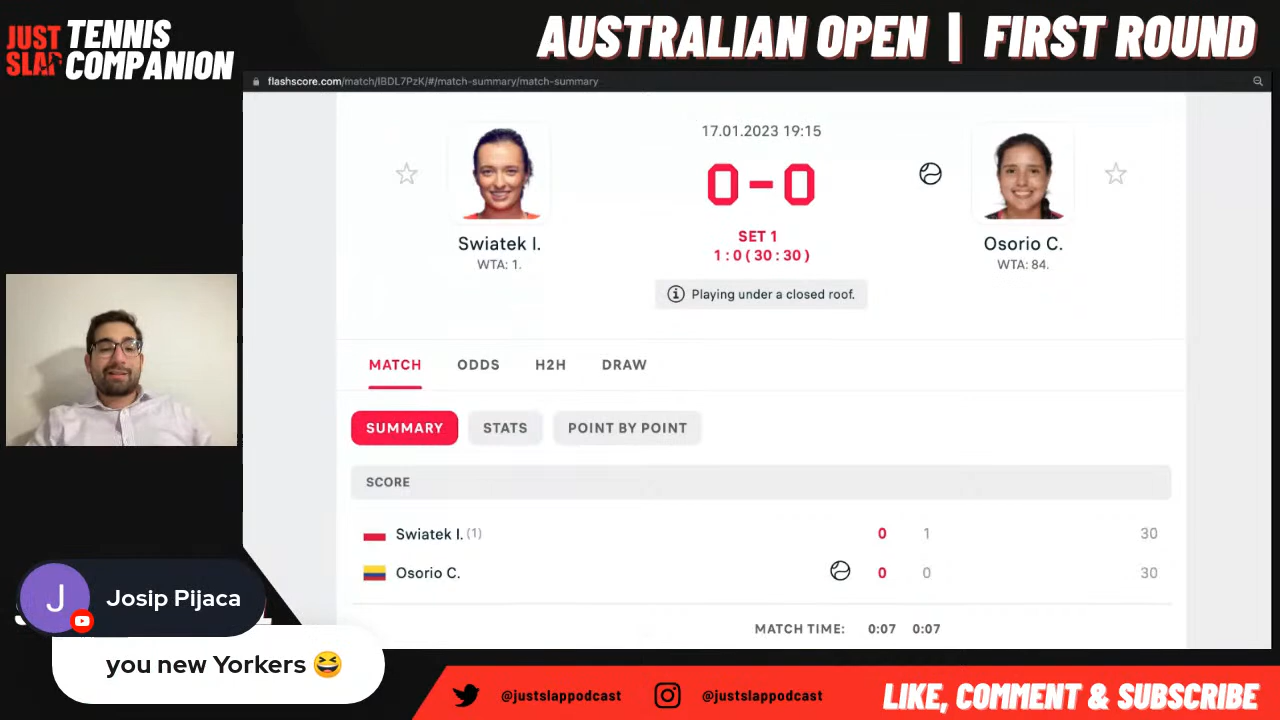 JUST SLAP
TENNIS COMPANION
AUSTRALIAN OPEN | FIRST ROUND
flashscore.com/match/IBDL7PzK/#/match-summary/match-summary
17.01.2023 19:15
0-0
SET 1
1 : 0 ( 30 : 30 )
Swiatek I.
WTA: 1.
Osorio C.
WTA: 84.
Playing under a closed roof.
MATCH ODDS H2H DRAW
SUMMARY STATS POINT BY POINT
SCORE
Swiatek I. (1) 0 1 30
Osorio C. 0 0 30
MATCH TIME: 0:07 0:07
J
Josip Pijaca
you new Yorkers 😆
@justslappodcast
@justslappodcast
LIKE, COMMENT & SUBSCRIBE